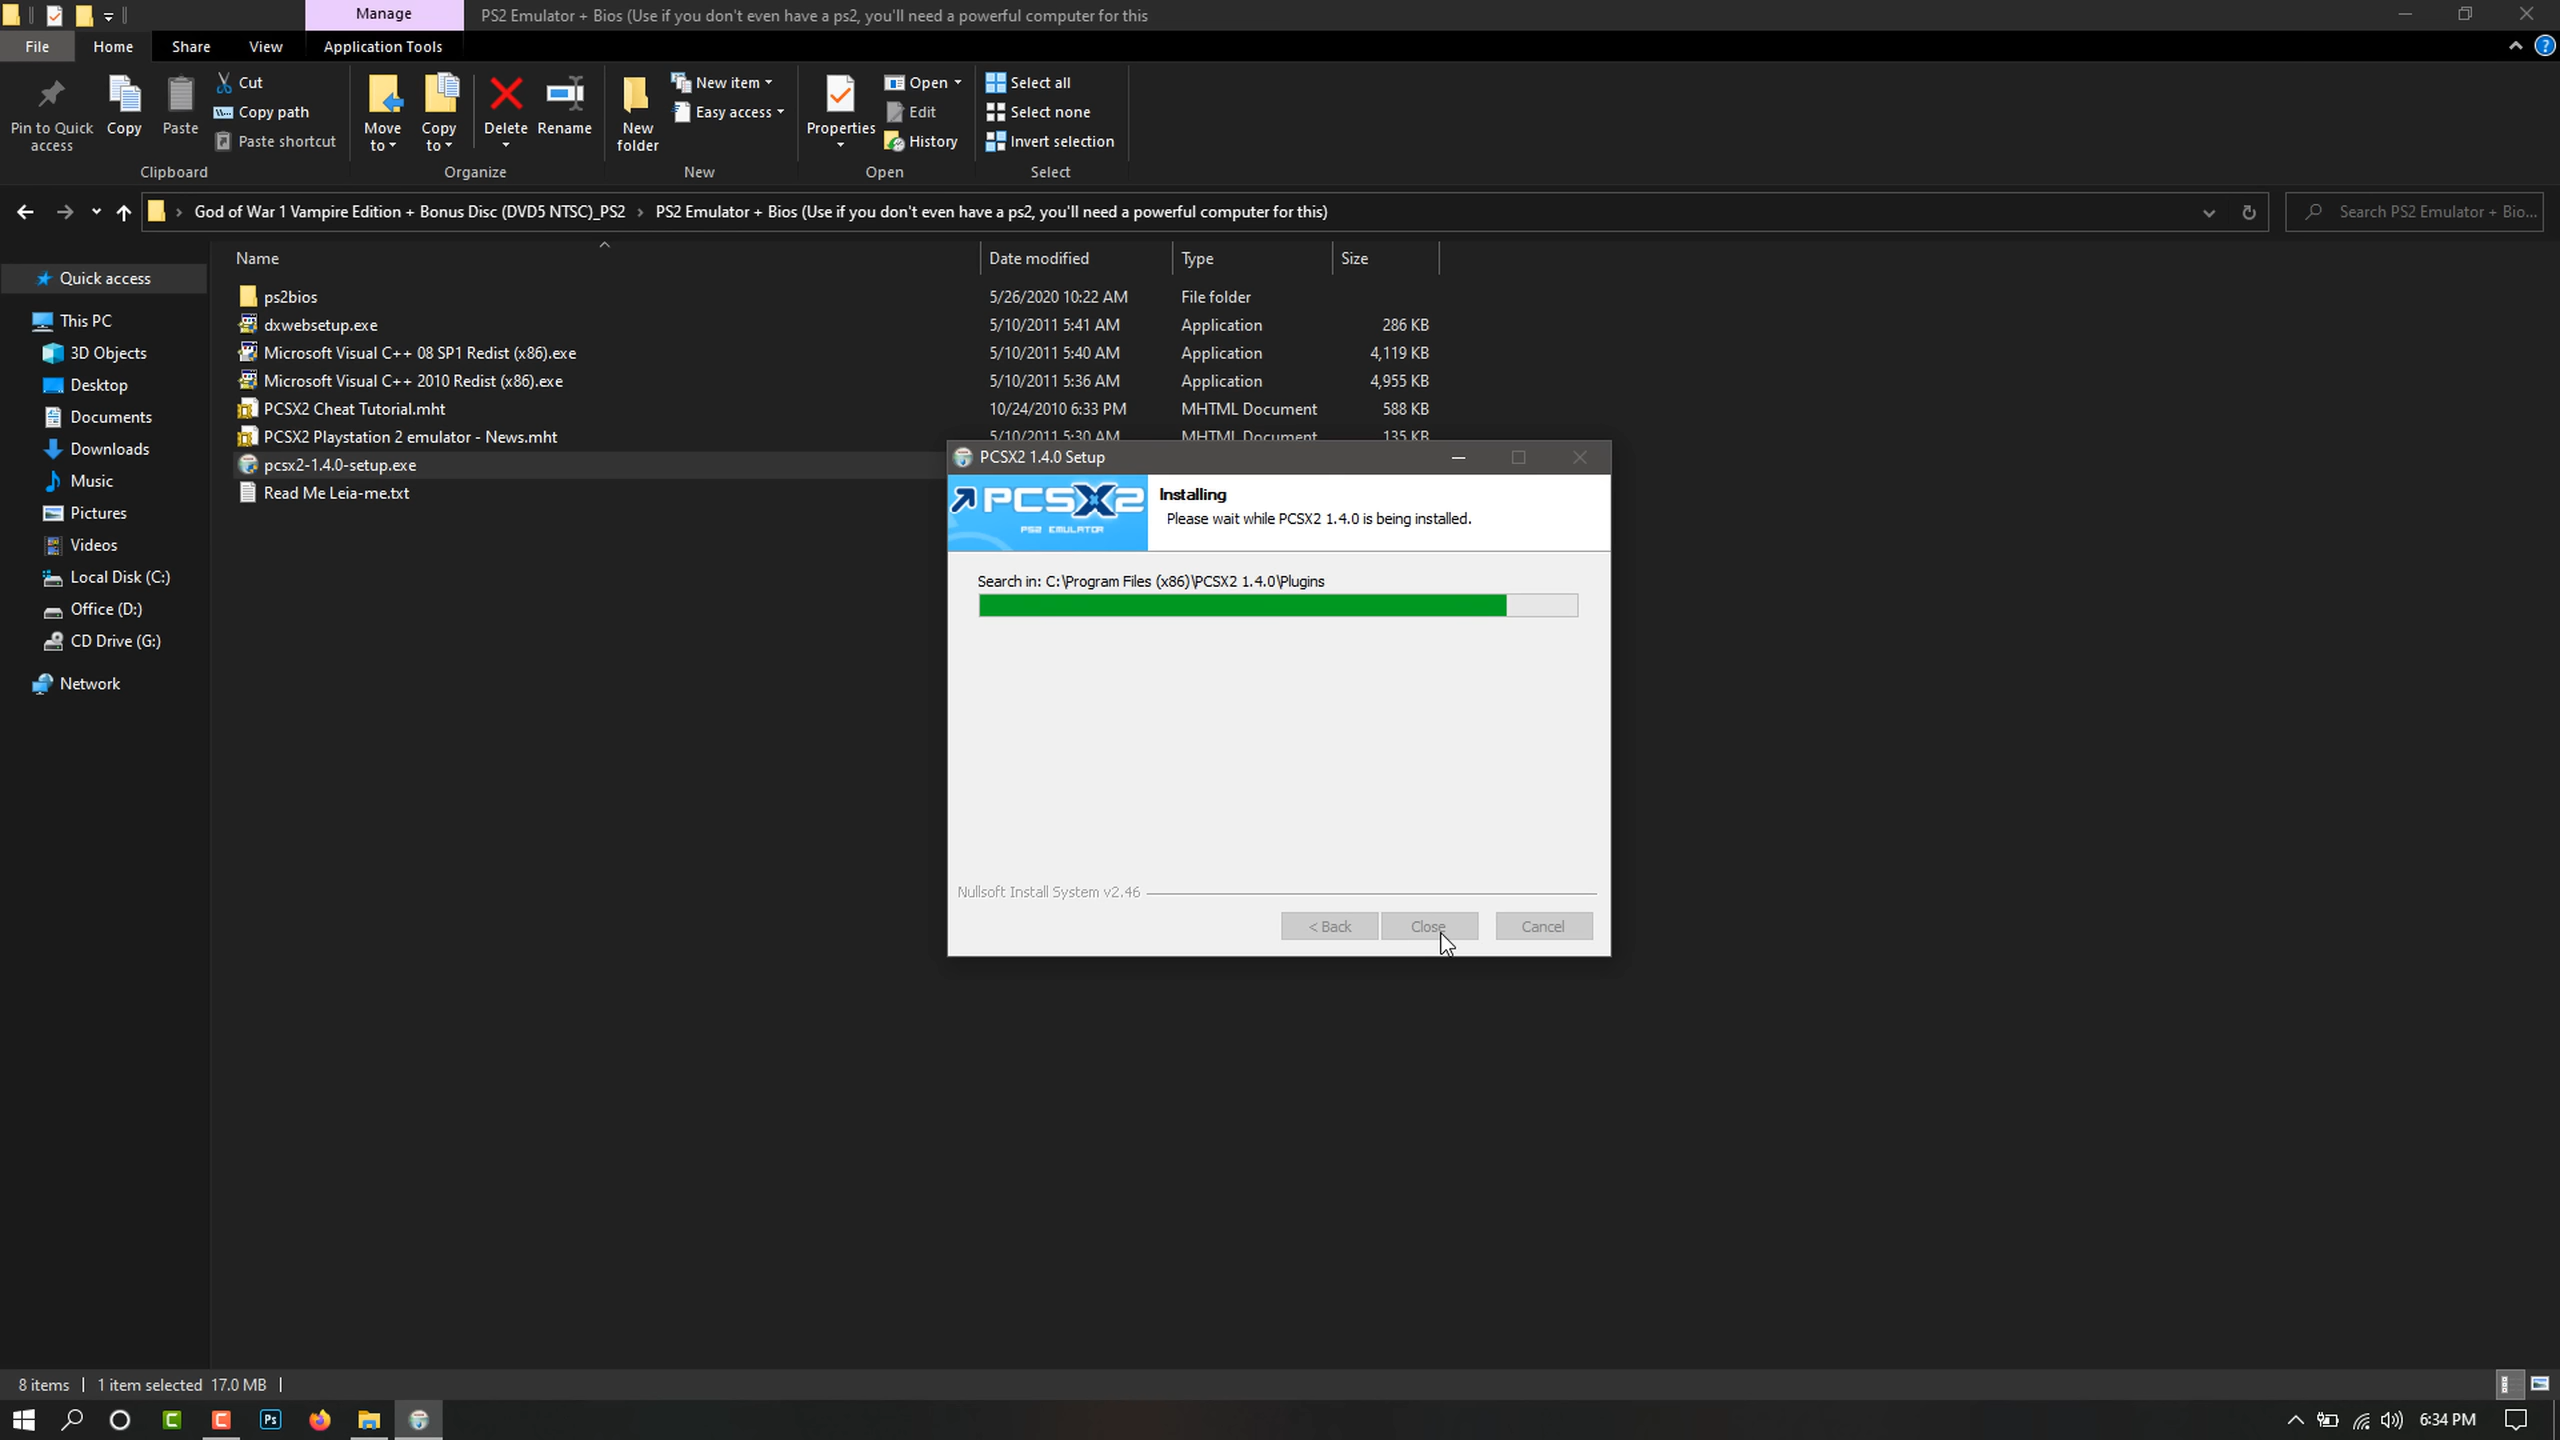 Manage
PS2 Emulator + Bios (Use if you don't even have a ps2, you'll need a powerful computer for this
File
Home
Share
View
Application Tools
Pin to Quick access
Copy
Paste
Cut
Copy path
Paste shortcut
Clipboard
Move to
Copy to
Delete
Rename
Organize
New folder
New item
Easy access
New
Properties
Open
Edit
History
Open
Select all
Select none
Invert selection
Select
God of War 1 Vampire Edition + Bonus Disc (DVD5 NTSC)_PS2 › PS2 Emulator + Bios (Use if you don't even have a ps2, you'll need a powerful computer for this)
Search PS2 Emulator + Bio...
Name
Date modified
Type
Size
Quick access
This PC
3D Objects
Desktop
Documents
Downloads
Music
Pictures
Videos
Local Disk (C:)
Office (D:)
CD Drive (G:)
Network
ps2bios 5/26/2020 10:22 AM File folder
dxwebsetup.exe 5/10/2011 5:41 AM Application 286 KB
Microsoft Visual C++ 08 SP1 Redist (x86).exe 5/10/2011 5:40 AM Application 4,119 KB
Microsoft Visual C++ 2010 Redist (x86).exe 5/10/2011 5:36 AM Application 4,955 KB
PCSX2 Cheat Tutorial.mht 10/24/2010 6:33 PM MHTML Document 588 KB
PCSX2 Playstation 2 emulator - News.mht 5/10/2011 5:30 AM MHTML Document 135 KB
pcsx2-1.4.0-setup.exe
Read Me Leia-me.txt
PCSX2 1.4.0 Setup
PCSX2
PS2 EMULATOR
Installing
Please wait while PCSX2 1.4.0 is being installed.
Search in: C:\Program Files (x86)\PCSX2 1.4.0\Plugins
Nullsoft Install System v2.46
< Back
Close
Cancel
8 items
1 item selected 17.0 MB
Ps
6:34 PM